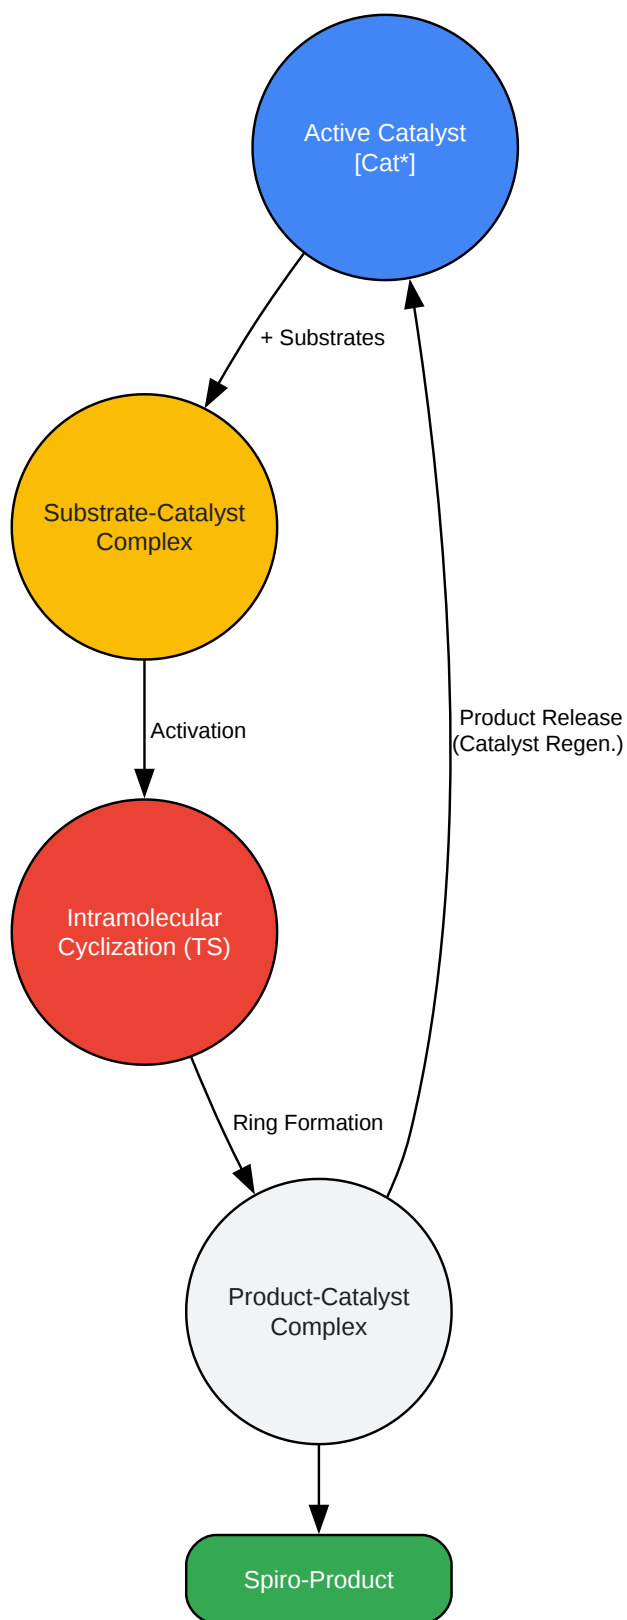 Active Catalyst
[Cat*]
+ Substrates
Substrate-Catalyst
Complex
Product Release
(Catalyst Regen.)
Activation
Intramolecular
Cyclization (TS)
Ring Formation
Product-Catalyst
Complex
Spiro-Product